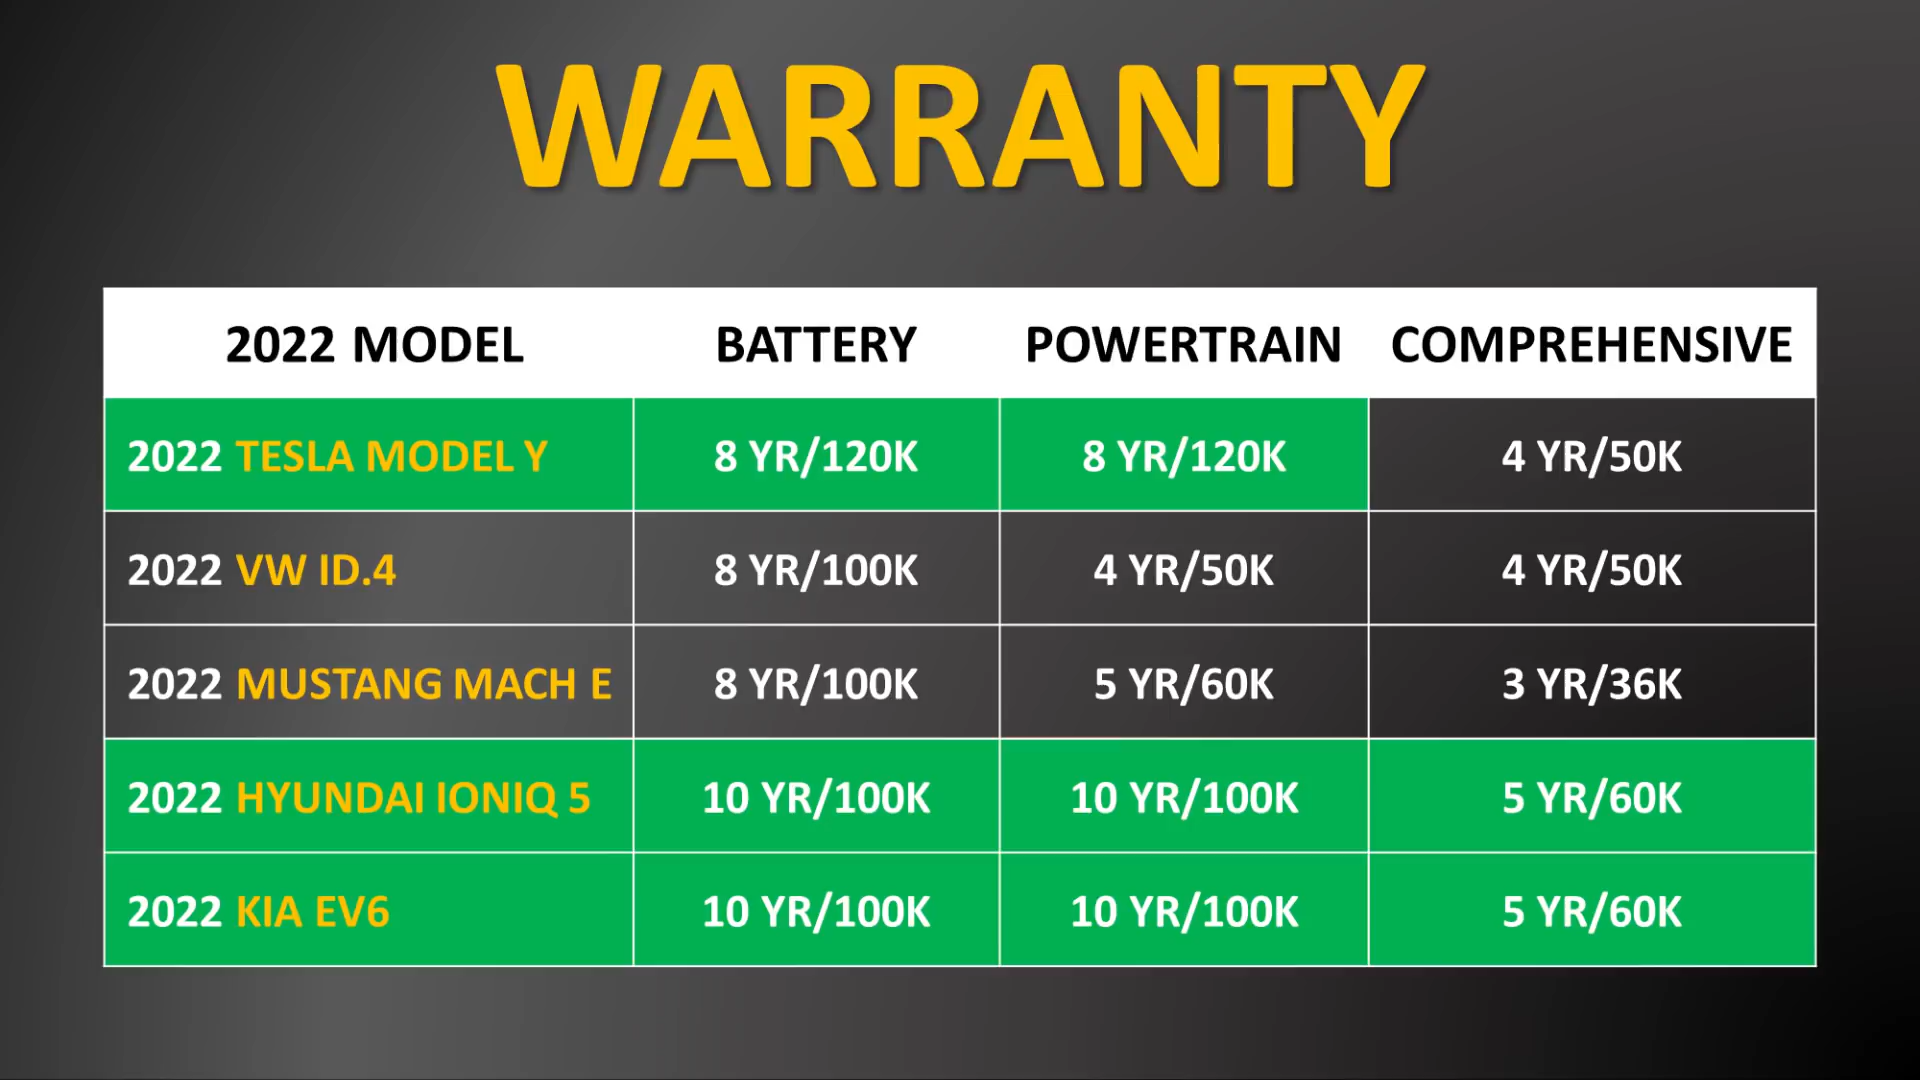 WARRANTY
2022 MODEL BATTERY POWERTRAIN COMPREHENSIVE
2022 TESLA MODEL Y 8 YR/120K 8 YR/120K 4 YR/50K
2022 VW ID.4 8 YR/100K 4 YR/50K 4 YR/50K
2022 MUSTANG MACH E 8 YR/100K 5 YR/60K 3 YR/36K
2022 HYUNDAI IONIQ 5 10 YR/100K 10 YR/100K 5 YR/60K
2022 KIA EV6 10 YR/100K 10 YR/100K 5 YR/60K